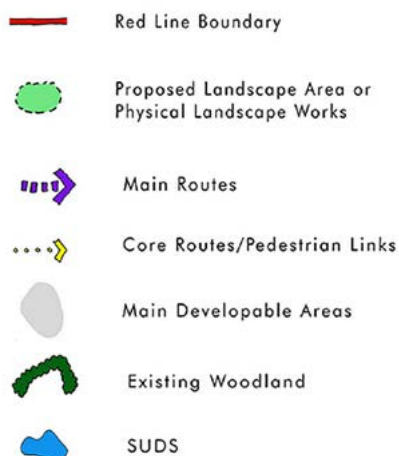 Red Line Boundary
Proposed Landscape Area or
Physical Landscape Works
Main Routes
Core Routes/Pedestrian Links
Main Developable Areas
Existing Woodland
SUDS